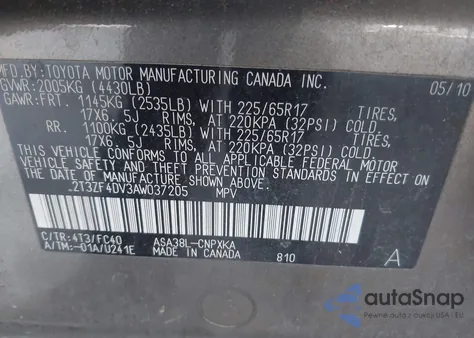 MFD.BY:TOYOTA MOTOR MANUFACTURING CANADA INC.
GVWR:2005KG (4430LB) 05/10
GAWR:FRT. 1145KG (2535LB) WITH 225/65R17 TIRES,
17X6.5J RIMS, AT 220KPA (32PSI) COLD.
RR. 1100KG (2435LB) WITH 225/65R17 TIRES,
17X6.5J RIMS, AT 220KPA (32PSI) COLD.
THIS VEHICLE CONFORMS TO ALL APPLICABLE FEDERAL MOTOR
VEHICLE SAFETY AND THEFT PREVENTION STANDARDS IN EFFECT
ON THE DATE OF MANUFACTURE SHOWN ABOVE.
2T3ZF4DV3AW037205 MPV
C/TR:4T3/FC40 ASA38L-CNPXKA A
A/TM:-01A/U241E MADE IN CANADA 810
autoSnap
Pewne auto z USA i EU